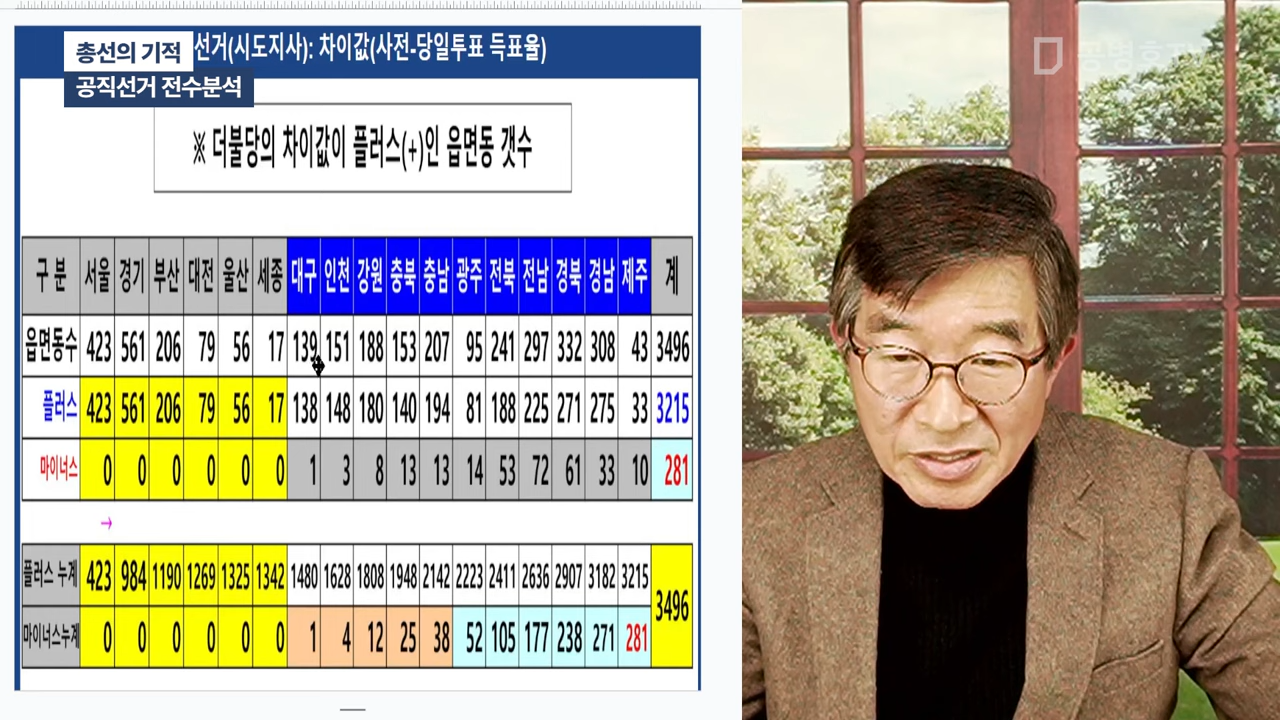 총선의 기적
선거(시도지사): 차이값(사전-당일투표 득표율)
공직선거 전수분석
※ 더불당의 차이값이 플러스(+)인 읍면동 갯수
구 분 서울 경기 부산 대전 울산 세종 대구 인천 강원 충북 충남 광주 전북 전남 경북 경남 제주 계
읍면동수 423 561 206 79 56 17 139 151 188 153 207 95 241 297 332 308 43 3496
플러스 423 561 206 79 56 17 138 148 180 140 194 81 188 225 271 275 33 3215
마이너스 0 0 0 0 0 0 1 3 8 13 13 14 53 72 61 33 10 281
→
플러스 누계 423 984 1190 1269 1325 1342 1480 1628 1808 1948 2142 2223 2411 2636 2907 3182 3215 3496
마이너스누계 0 0 0 0 0 0 1 4 12 25 38 52 105 177 238 271 281